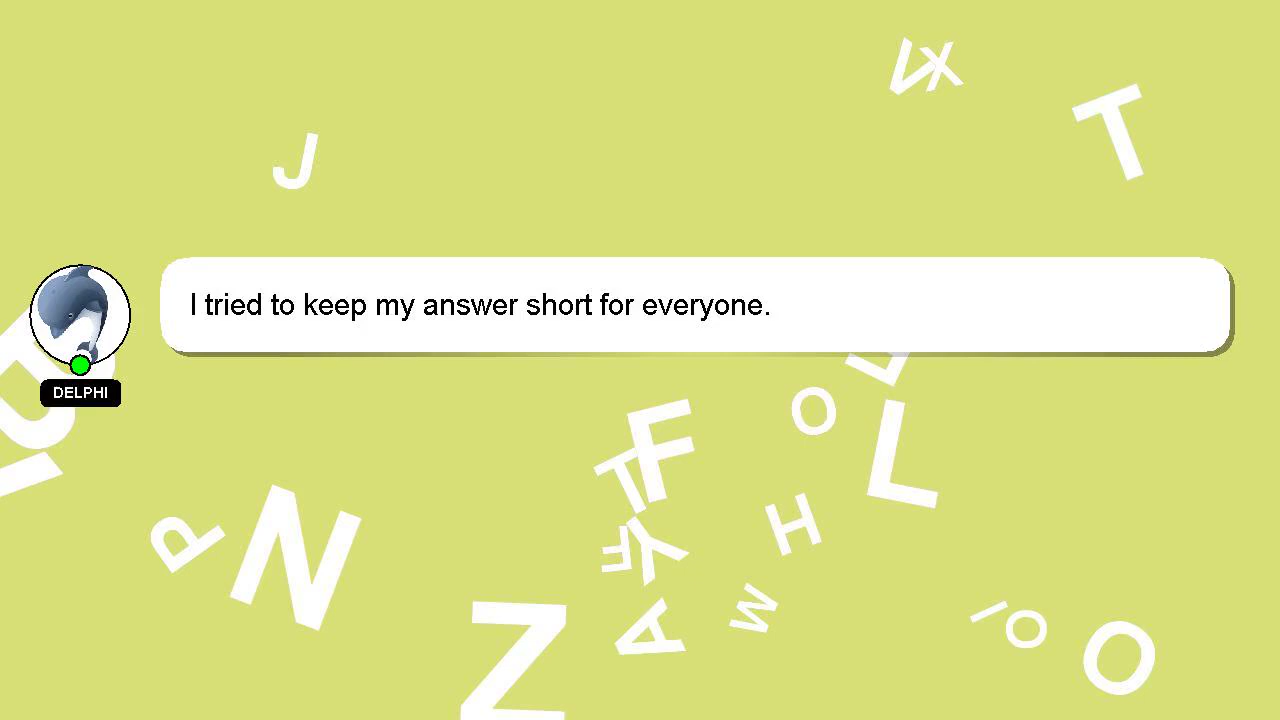 V
X
T
J
I tried to keep my answer short for everyone.
DELPHI
L
O
F
L
T
P
N
H
F
Y
Z
A
M
I
O
O